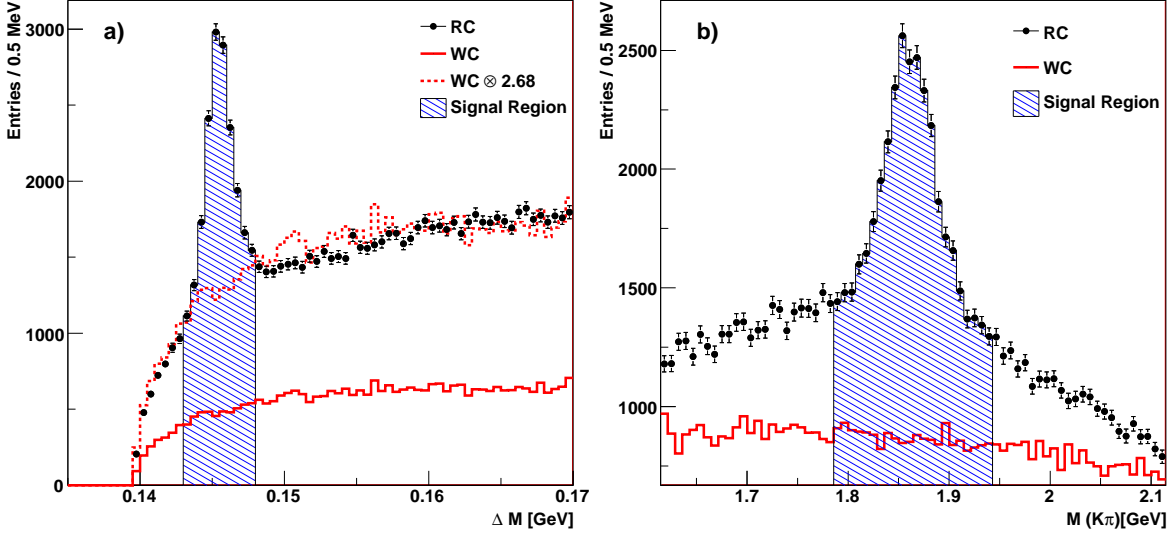 a)
Entries / 0.5 MeV
3000
2000
1000
0
RC
WC
WC ⊗ 2.68
Signal Region
0.14 0.15 0.16 0.17
Δ M [GeV]
b)
Entries / 0.5 MeV
2500
2000
1500
1000
RC
WC
Signal Region
1.7 1.8 1.9 2 2.1
M (Kπ)[GeV]